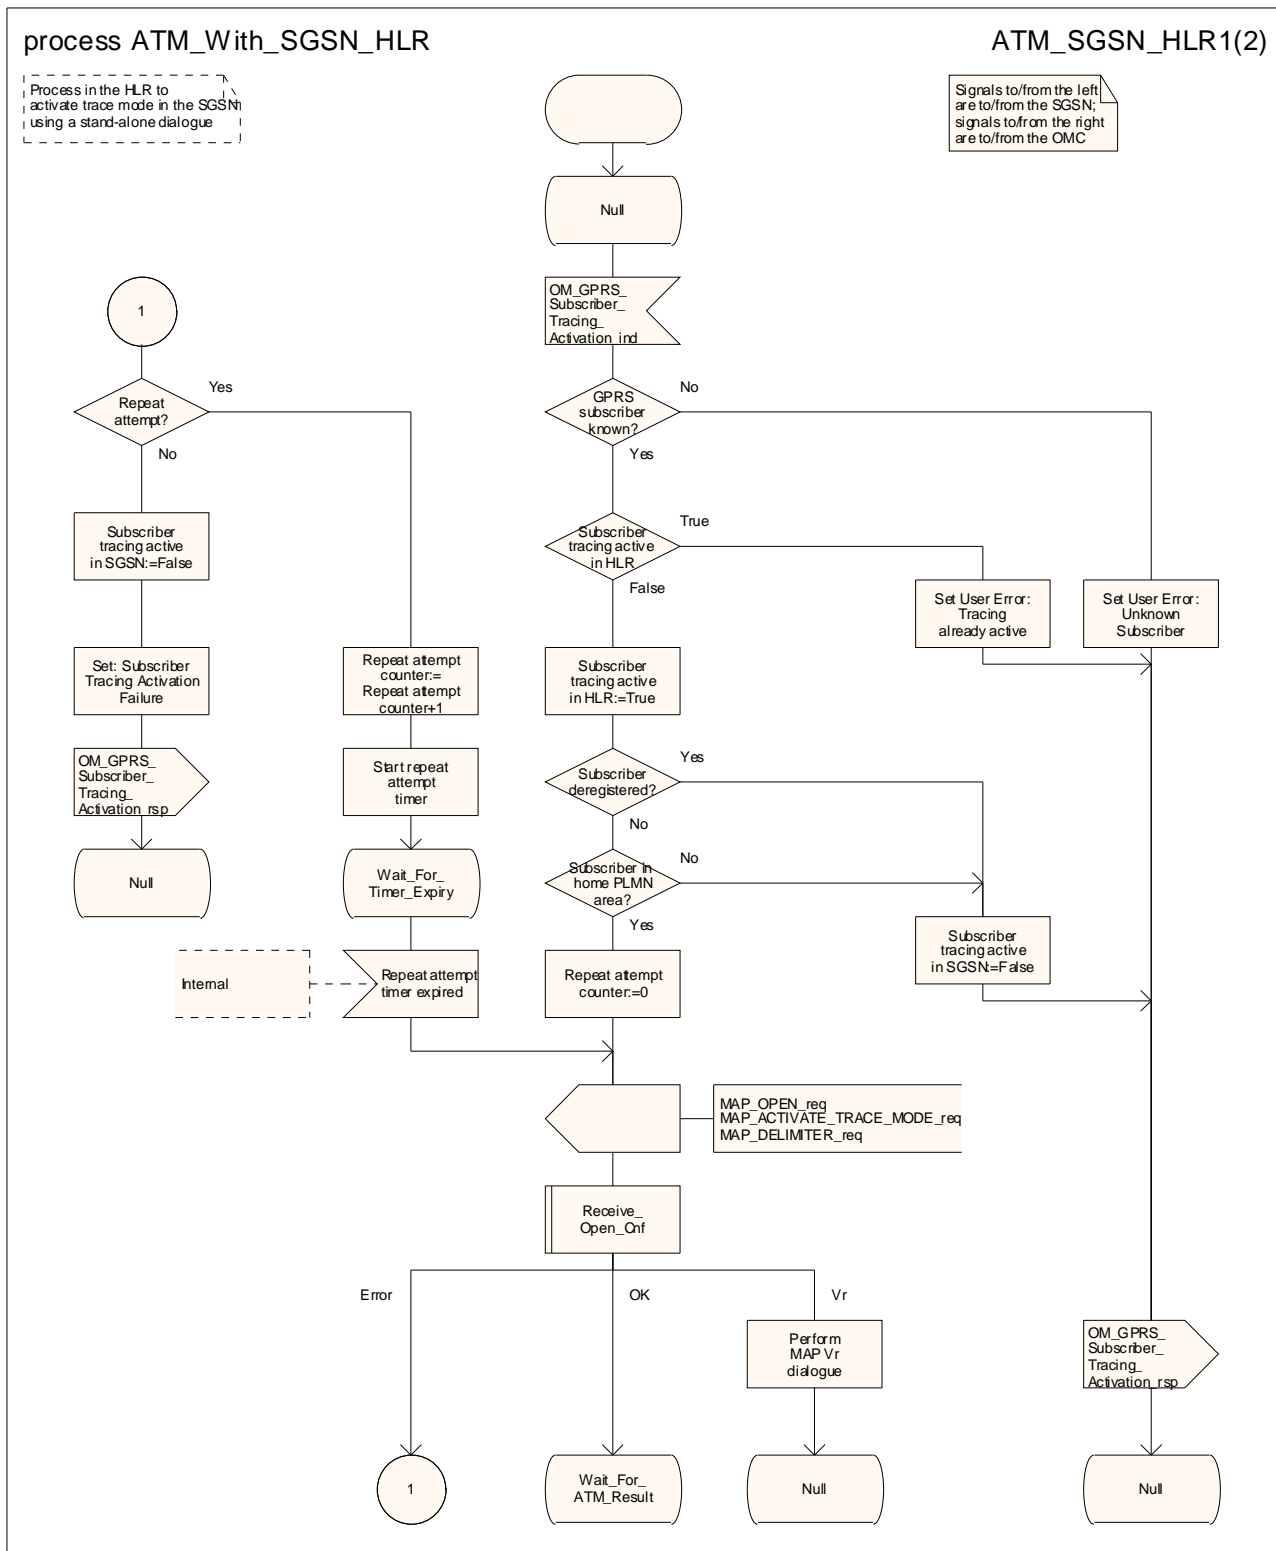 process ATM_With_SGSN_HLR
ATM_SGSN_HLR1(2)
Process in the HLR to
activate trace mode in the SGSN
using a stand-alone dialogue
Signals to/from the left
are to/from the SGSN;
signals to/from the right
are to/from the OMC
Null
OM_GPRS_
Subscriber_
Tracing_
Activation_ind
1
Repeat
attempt?
Yes
No
GPRS
subscriber
known?
No
Yes
Subscriber
tracing active
in SGSN:=False
Subscriber
tracing active
in HLR
True
False
Set User Error:
Tracing
already active
Set User Error:
Unknown
Subscriber
Set: Subscriber
Tracing Activation
Failure
Repeat attempt
counter:=
Repeat attempt
counter+1
Subscriber
tracing active
in HLR:=True
OM_GPRS_
Subscriber_
Tracing_
Activation_rsp
Start repeat
attempt
timer
Subscriber
deregistered?
Yes
No
Null
Wait_For_
Timer_Expiry
Subscriber in
home PLMN
area?
No
Yes
Subscriber
tracing active
in SGSN:=False
Internal
Repeat attempt
timer expired
Repeat attempt
counter:=0
MAP_OPEN_req
MAP_ACTIVATE_TRACE_MODE_req
MAP_DELIMITER_req
Receive_
Open_Cnf
Error
OK
Vr
Perform
MAP Vr
dialogue
OM_GPRS_
Subscriber_
Tracing_
Activation_rsp
1
Wait_For_
ATM_Result
Null
Null